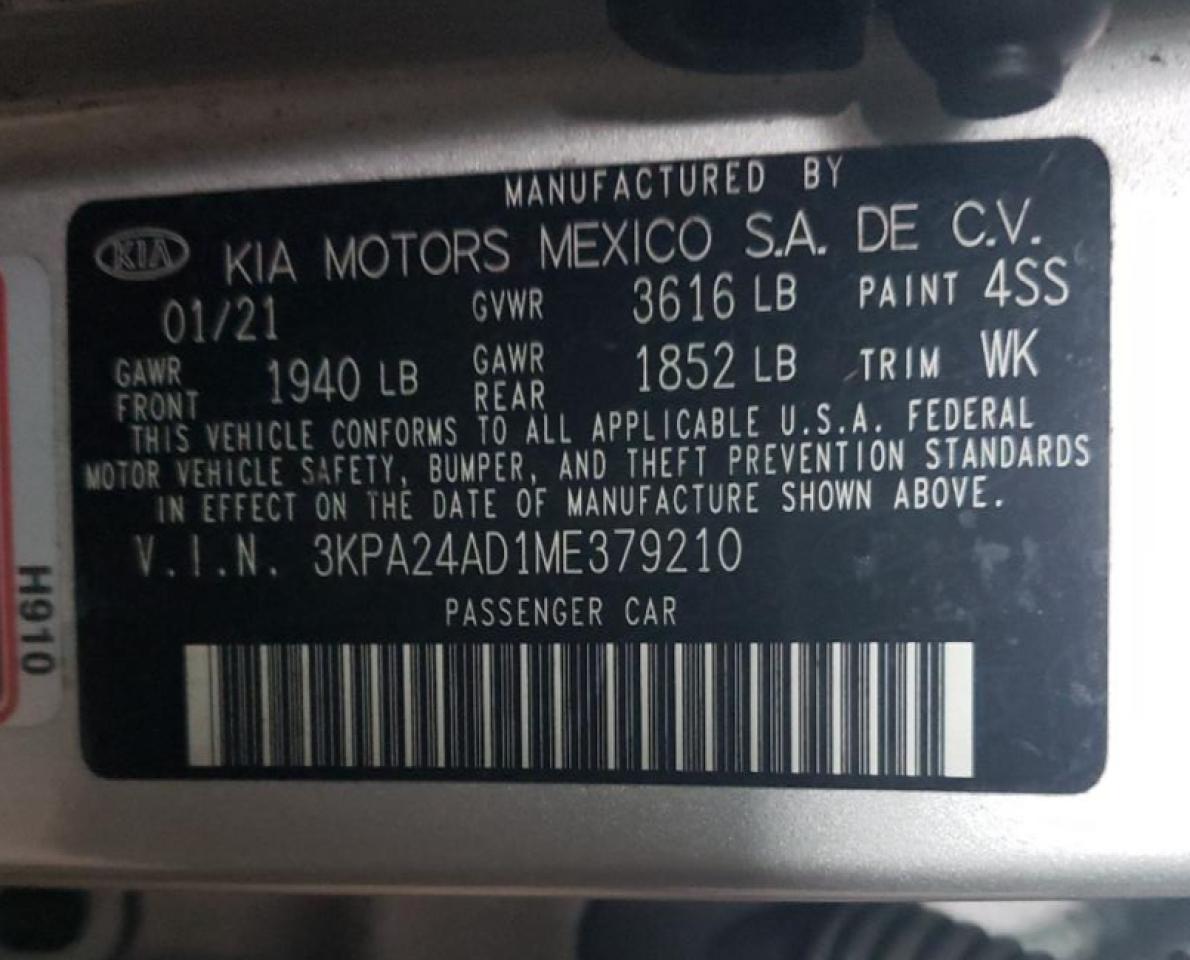 MANUFACTURED BY
KIA KIA MOTORS MEXICO S.A. DE C.V.
01/21 GVWR 3616 LB PAINT 4SS
GAWR FRONT 1940 LB GAWR REAR 1852 LB TRIM WK
THIS VEHICLE CONFORMS TO ALL APPLICABLE U.S.A. FEDERAL
MOTOR VEHICLE SAFETY, BUMPER, AND THEFT PREVENTION STANDARDS
IN EFFECT ON THE DATE OF MANUFACTURE SHOWN ABOVE.
V.I.N. 3KPA24AD1ME379210
PASSENGER CAR
H910